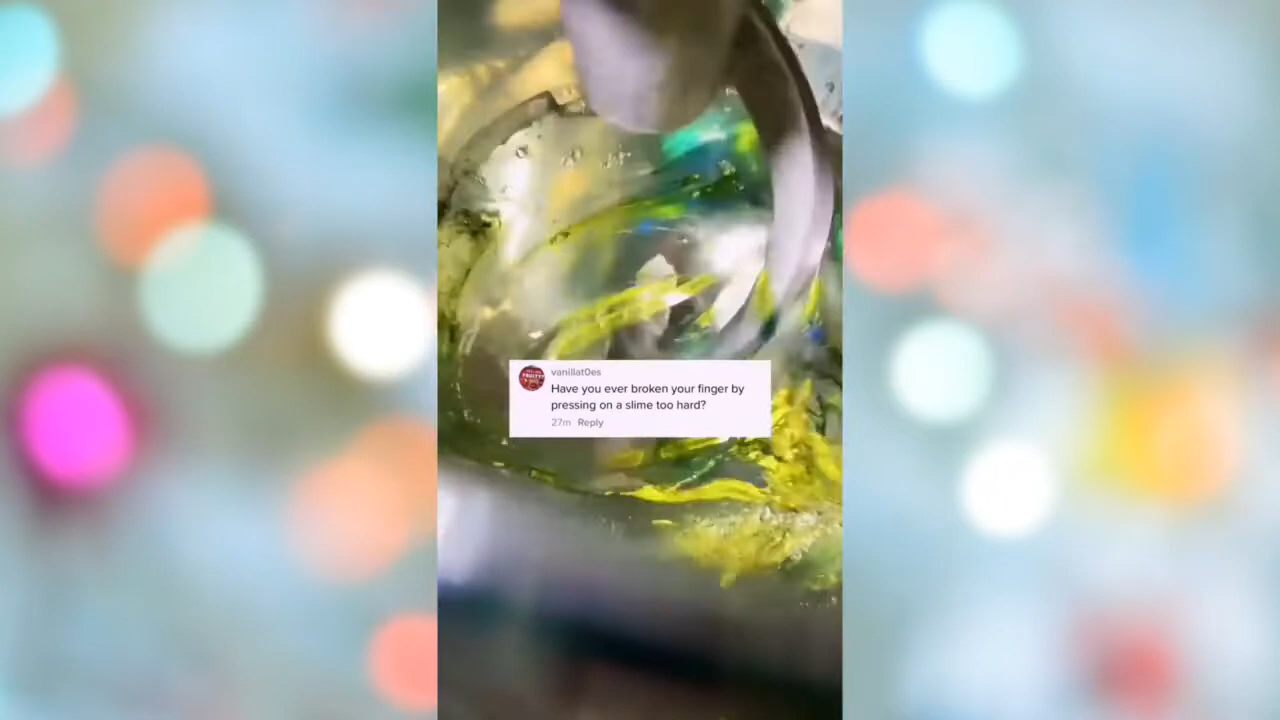 vanillat0es
Have you ever broken your finger by
pressing on a slime too hard?
27m Reply